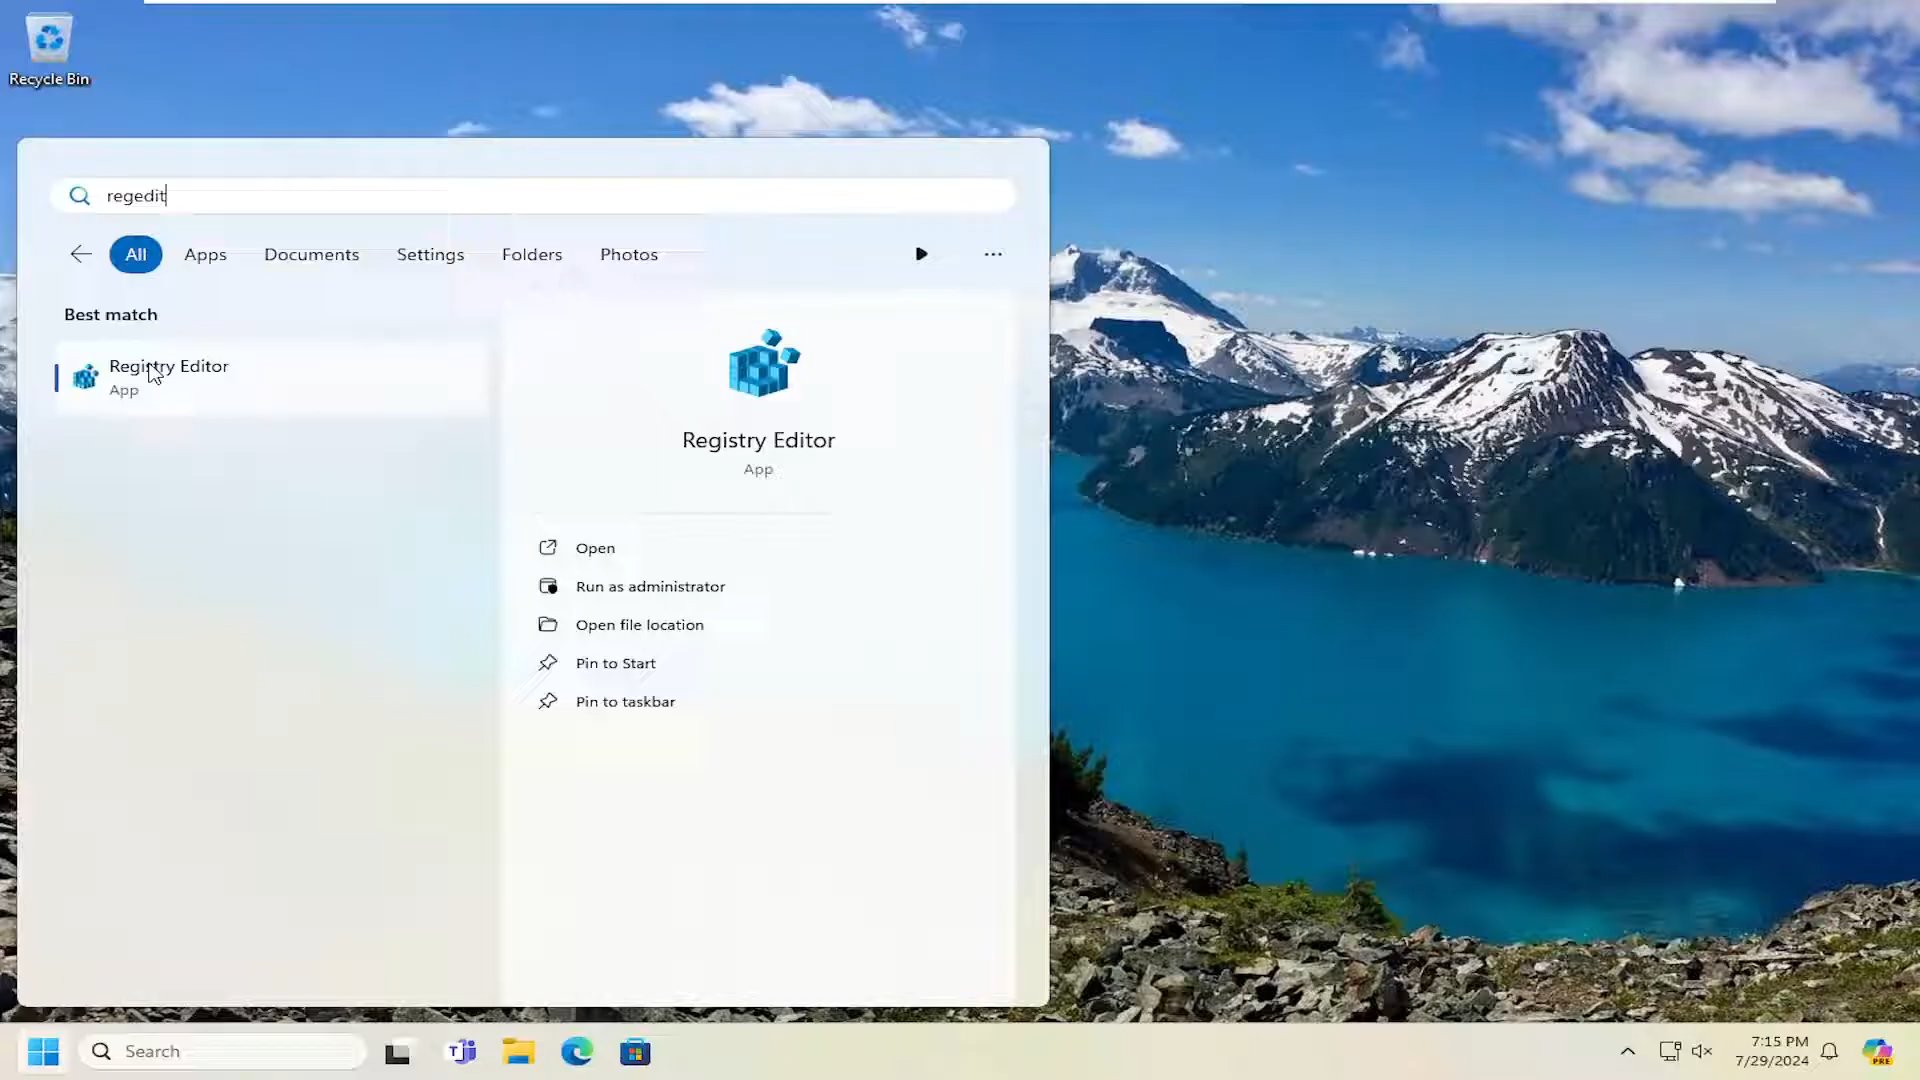 Recycle Bin
regedit
All Apps Documents Settings Folders Photos
Best match
Registry Editor
App
Registry Editor
App
Open
Run as administrator
Open file location
Pin to Start
Pin to taskbar
Search
7:15 PM
7/29/2024
PRE